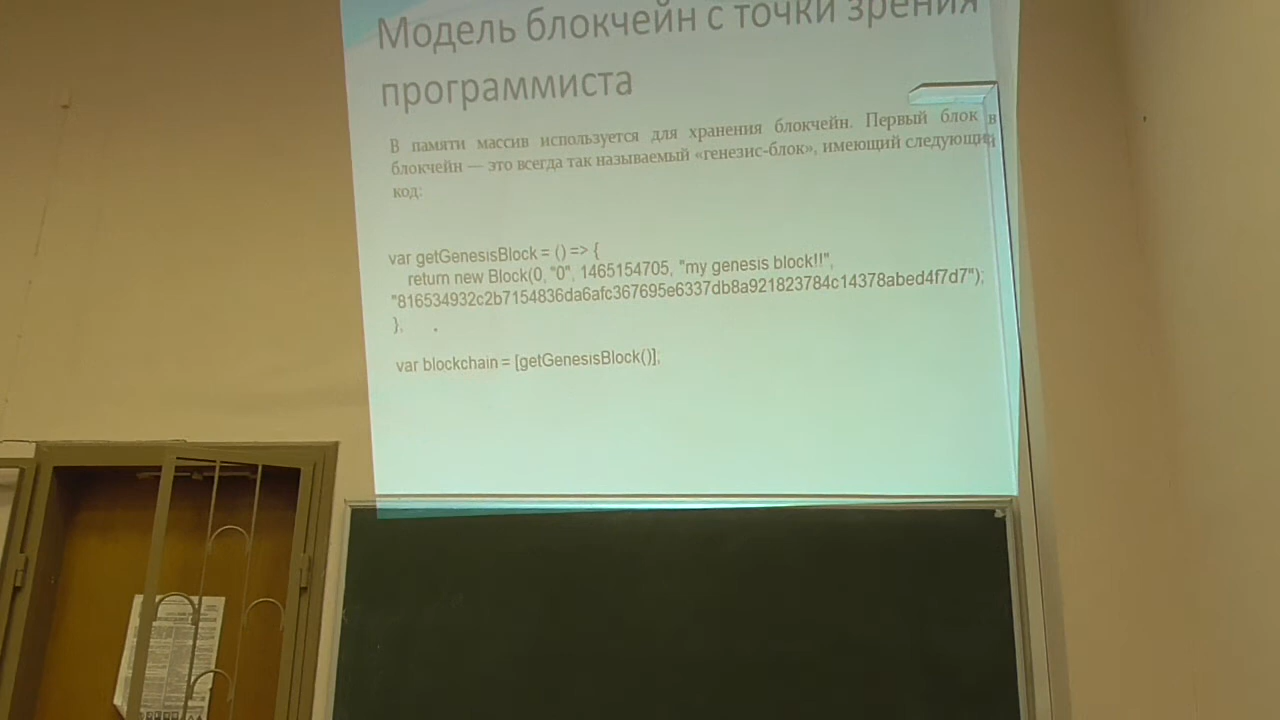 Модель блокчейн с точки зрения
программиста
В памяти массив используется для хранения блокчейн. Первый блок в
блокчейн — это всегда так называемый «генезис-блок», имеющий следующий
код:
var getGenesisBlock = () => {
return new Block(0, "0", 1465154705, "my genesis block!!",
"816534932c2b7154836da6afc367695e6337db8a921823784c14378abed4f7d7");
};
var blockchain = [getGenesisBlock()];